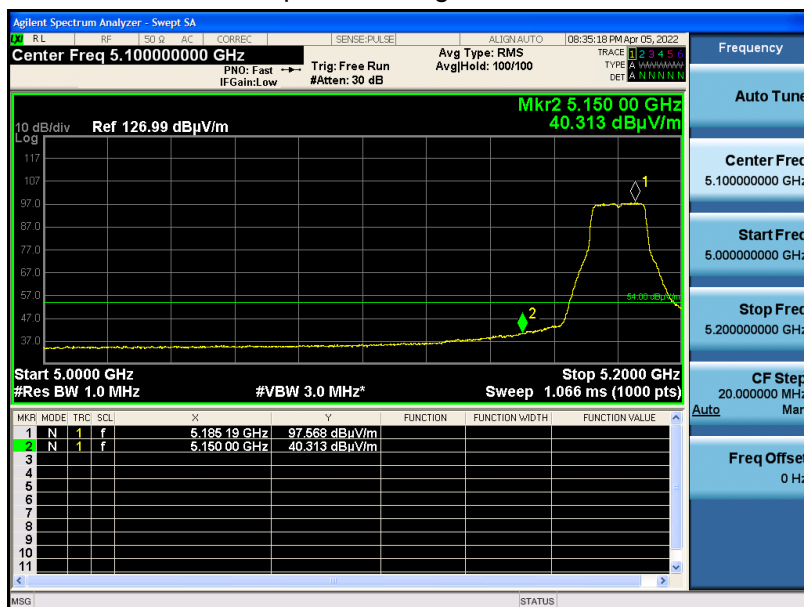 Agilent Spectrum Analyzer - Swept SA
LXI RL RF 50 Ω AC CORREC SENSE:PULSE ALIGN AUTO 08:35:18 PM Apr 05, 2022
Center Freq 5.100000000 GHz
PNO: Fast
IFGain:Low
Trig: Free Run
#Atten: 30 dB
Avg Type: RMS
Avg|Hold: 100/100
TRACE 1 2 3 4 5 6
TYPE A WWWWW
DET A N N N N N
Mkr2 5.150 00 GHz
40.313 dBµV/m
10 dB/div
Log
Ref 126.99 dBµV/m
117
107
97.0
87.0
77.0
67.0
57.0
47.0
37.0
1
2
54.00 dBµV/m
Start 5.0000 GHz
Stop 5.2000 GHz
#Res BW 1.0 MHz
#VBW 3.0 MHz*
Sweep 1.066 ms (1000 pts)
MKR MODE TRC SCL X Y FUNCTION FUNCTION WIDTH FUNCTION VALUE
1 N 1 f 5.185 19 GHz 97.568 dBµV/m
2 N 1 f 5.150 00 GHz 40.313 dBµV/m
3
4
5
6
7
8
9
10
11
MSG
STATUS
Frequency
Auto Tune
Center Freq
5.100000000 GHz
Start Freq
5.000000000 GHz
Stop Freq
5.200000000 GHz
CF Step
20.000000 MHz
Auto Man
Freq Offset
0 Hz